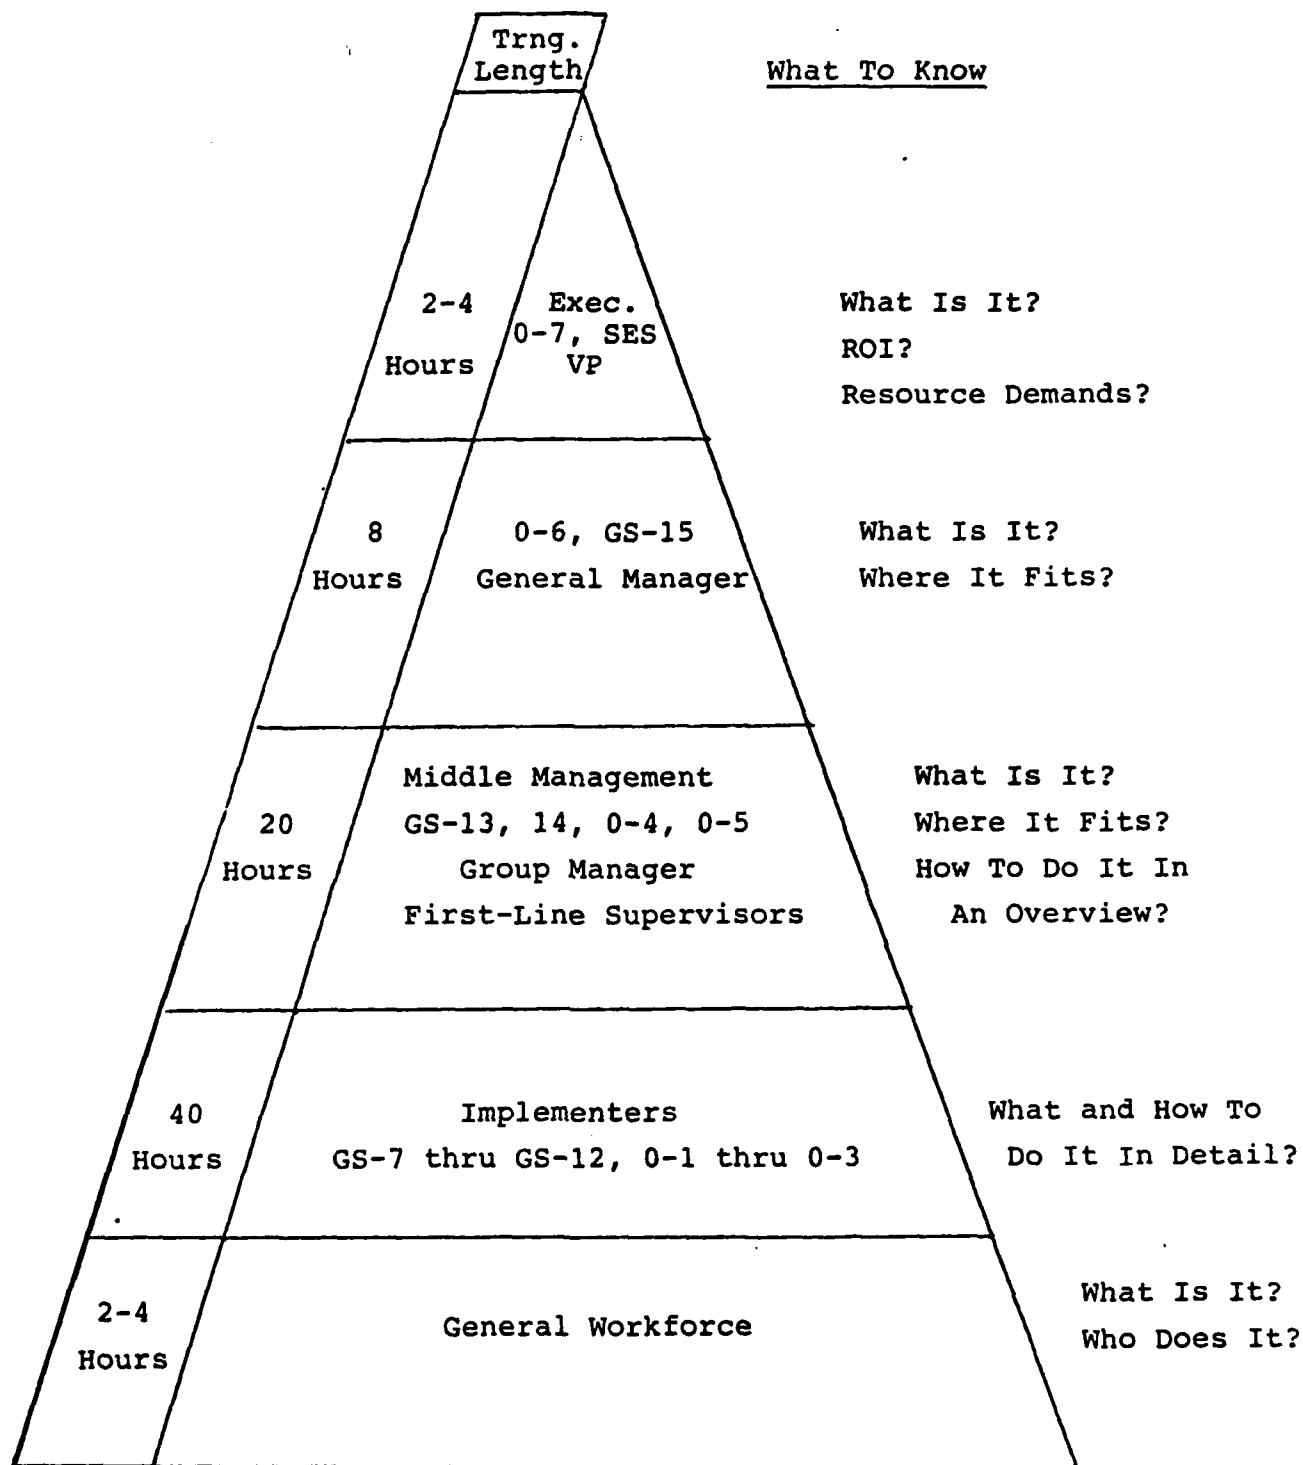 Trng.
Length
What To Know
2-4
Hours
Exec.
0-7, SES
VP
What Is It?
ROI?
Resource Demands?
8
Hours
0-6, GS-15
General Manager
What Is It?
Where It Fits?
20
Hours
Middle Management
GS-13, 14, 0-4, 0-5
Group Manager
First-Line Supervisors
What Is It?
Where It Fits?
How To Do It In
An Overview?
40
Hours
Implementers
GS-7 thru GS-12, 0-1 thru 0-3
What and How To
Do It In Detail?
2-4
Hours
General Workforce
What Is It?
Who Does It?